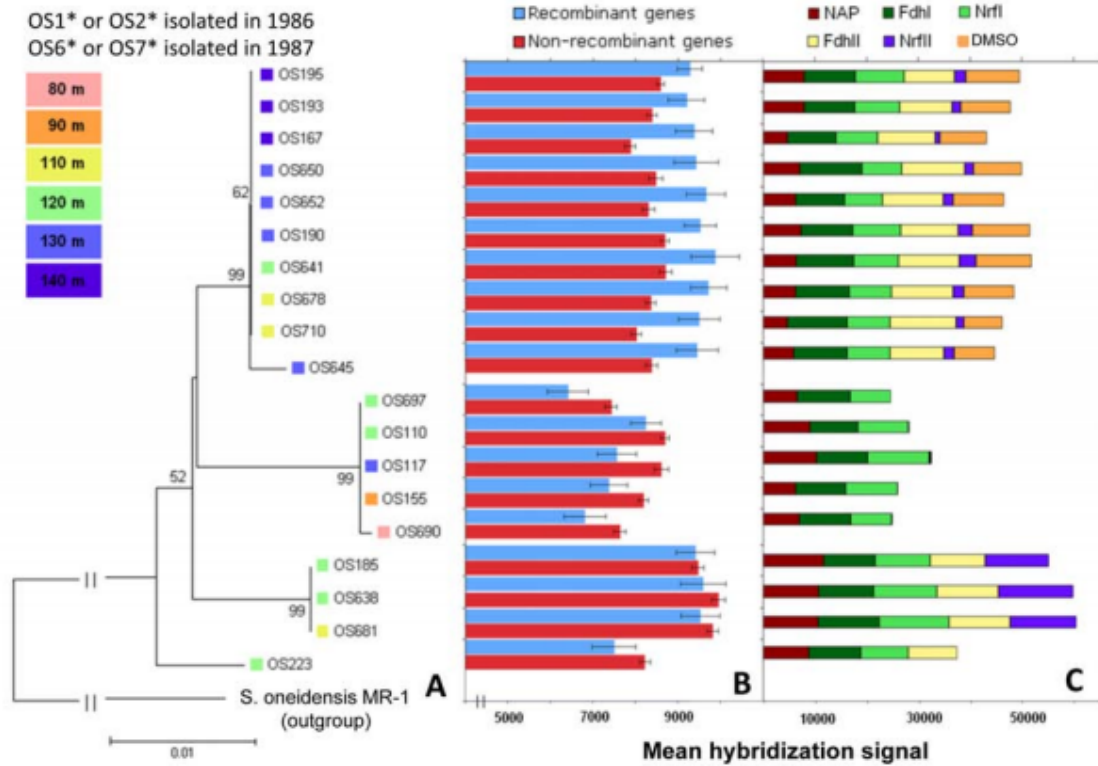 OS1* or OS2* isolated in 1986
OS6* or OS7* isolated in 1987
80 m
90 m
110 m
120 m
130 m
140 m
Recombinant genes
Non-recombinant genes
NAP
FdhI
NrfI
FdhII
NrfII
DMSO
OS195
OS193
OS167
OS650
62
OS652
OS190
OS641
99
OS678
OS710
OS645
OS697
OS110
OS117
52
99
OS155
OS690
OS185
OS638
99
OS681
OS223
S. oneidensis MR-1
(outgroup)
0.01
A
B
C
5000
7000
9000
10000
30000
50000
Mean hybridization signal